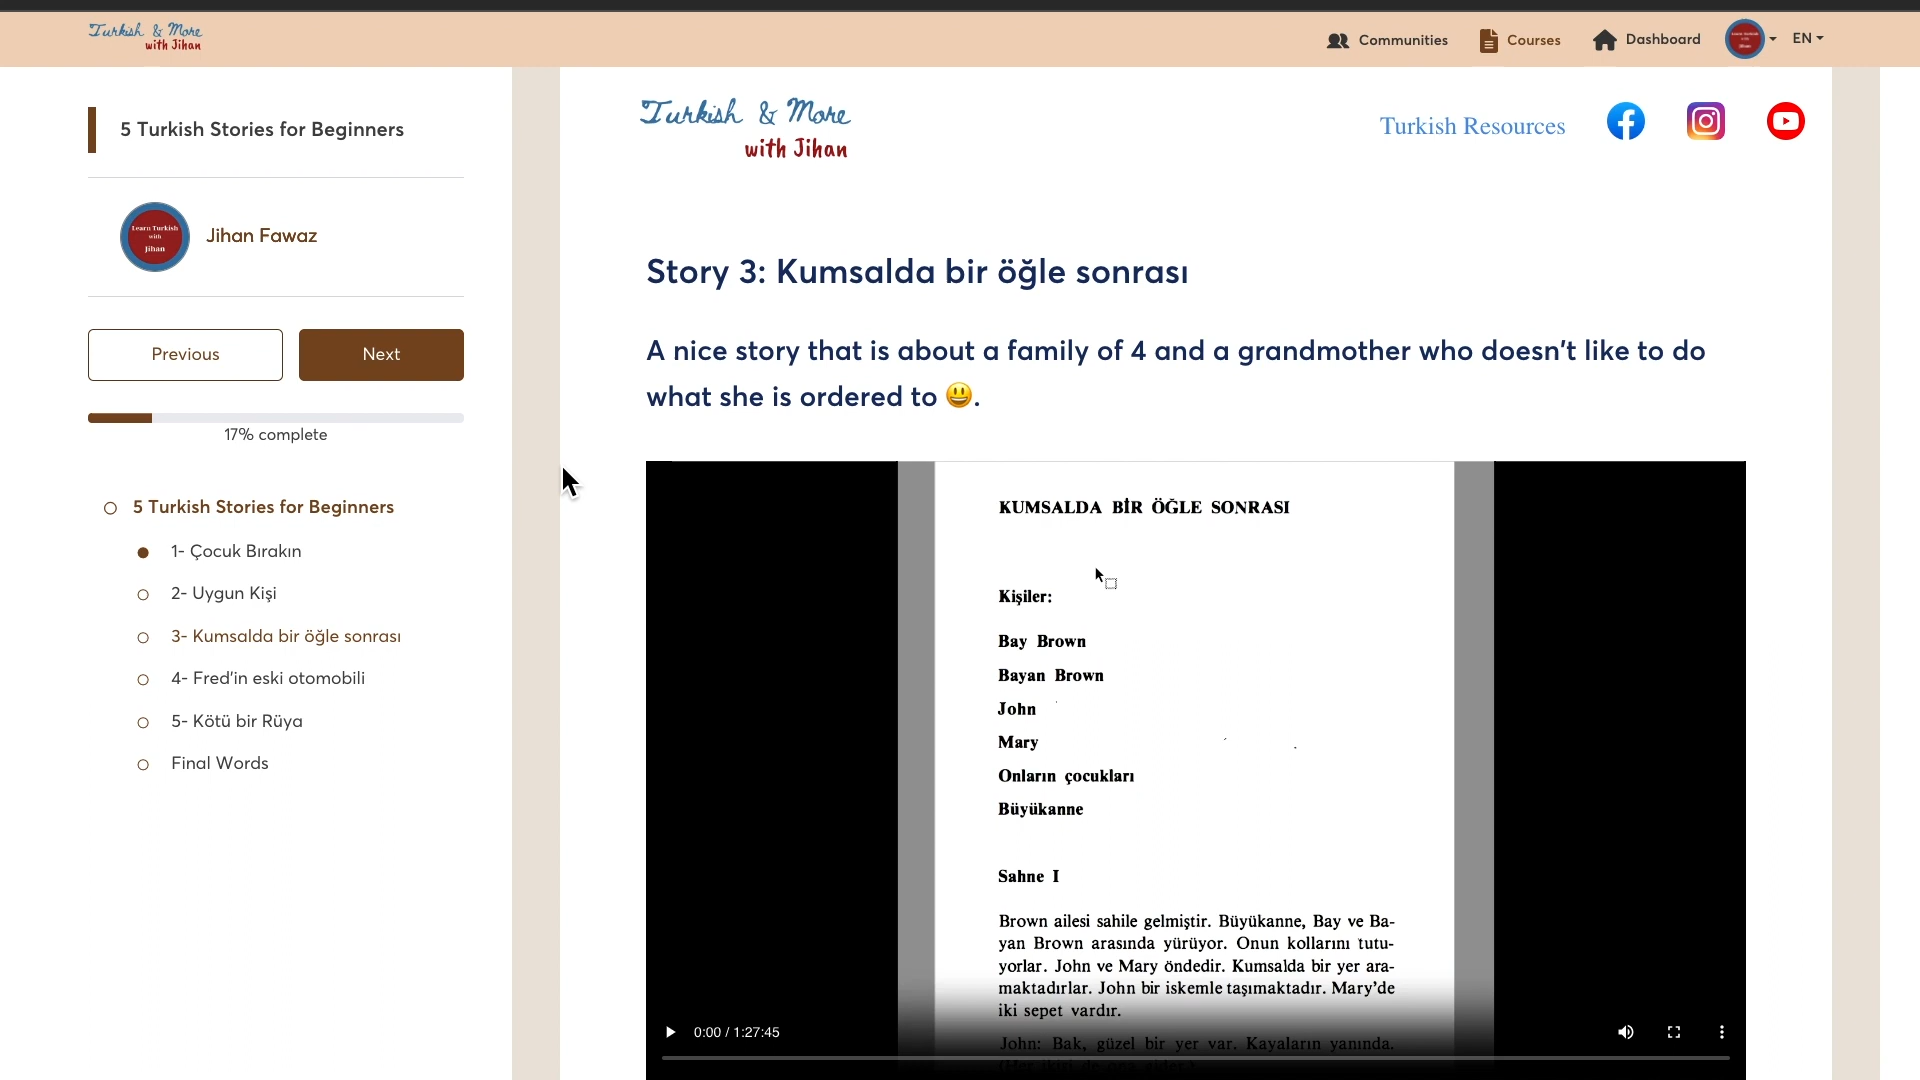 Turkish & More
with Jihan
Communities
Courses
Dashboard
EN
5 Turkish Stories for Beginners
Learn Turkish
with
Jihan
Jihan Fawaz
Previous
Next
17% complete
5 Turkish Stories for Beginners
1- Çocuk Bırakın
2- Uygun Kişi
3- Kumsalda bir öğle sonrası
4- Fred'in eski otomobili
5- Kötü bir Rüya
Final Words
Turkish & More
with Jihan
Turkish Resources
Story 3: Kumsalda bir öğle sonrası
A nice story that is about a family of 4 and a grandmother who doesn't like to do
what she is ordered to 😃.
KUMSALDA BİR ÖĞLE SONRASI
Kişiler:
Bay Brown
Bayan Brown
John
Mary
Onların çocukları
Büyükanne
Sahne I
Brown ailesi sahile gelmiştir. Büyükanne, Bay ve Ba-
yan Brown arasında yürüyor. Onun kollarını tutu-
yorlar. John ve Mary öndedir. Kumsalda bir yer ara-
maktadırlar. John bir iskemle taşımaktadır. Mary'de
iki sepet vardır.
John: Bak, güzel bir yer var. Kayaların yanında.
0:00 / 1:27:45